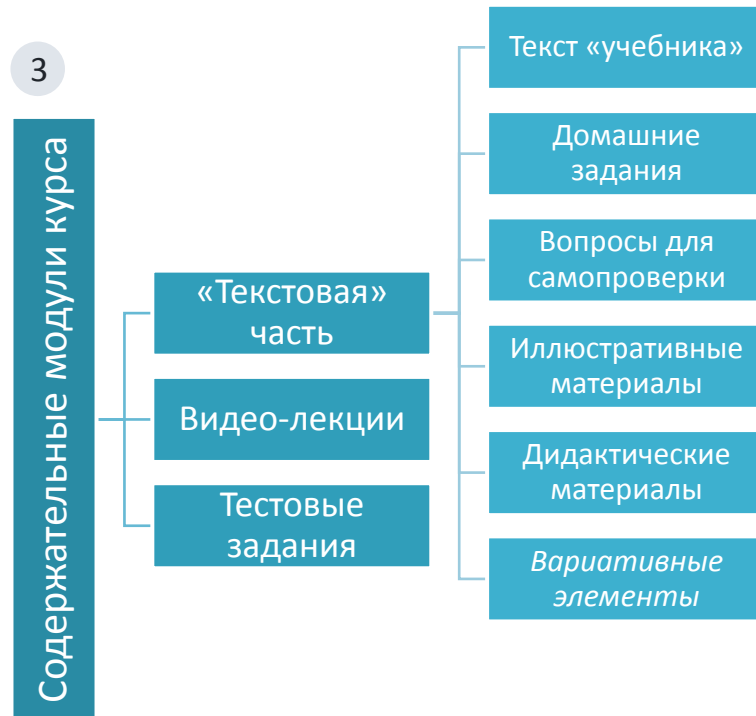 3
Содержательные модули курса
«Текстовая»
часть
Видео-лекции
Тестовые
задания
Текст «учебника»
Домашние
задания
Вопросы для
самопроверки
Иллюстративные
материалы
Дидактические
материалы
Вариативные
элементы